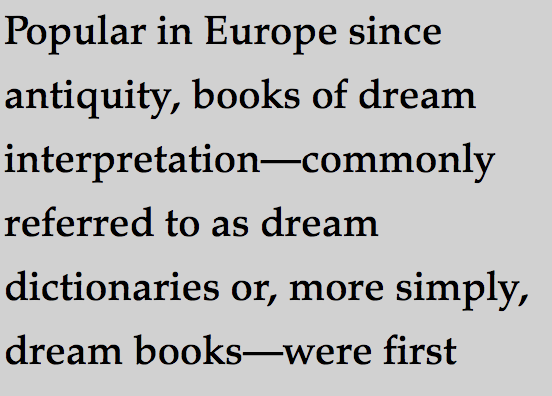 Popular in Europe since
antiquity, books of dream
interpretation—commonly
referred to as dream
dictionaries or, more simply,
dream books—were first